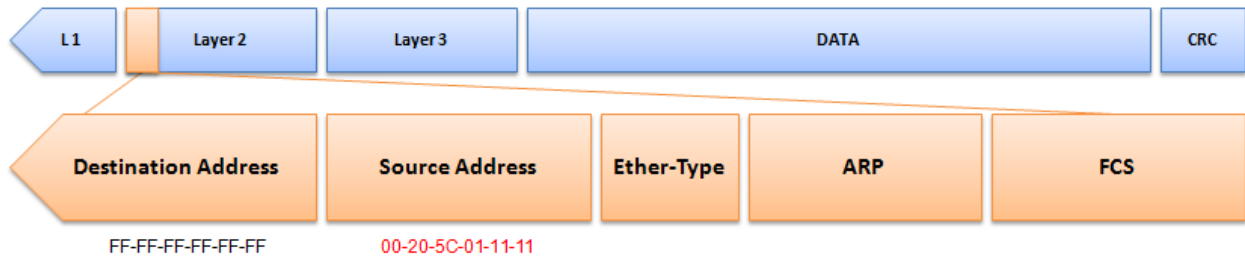 L 1 Layer 2 Layer 3 DATA CRC
Destination Address Source Address Ether-Type ARP FCS
FF-FF-FF-FF-FF-FF 00-20-5C-01-11-11